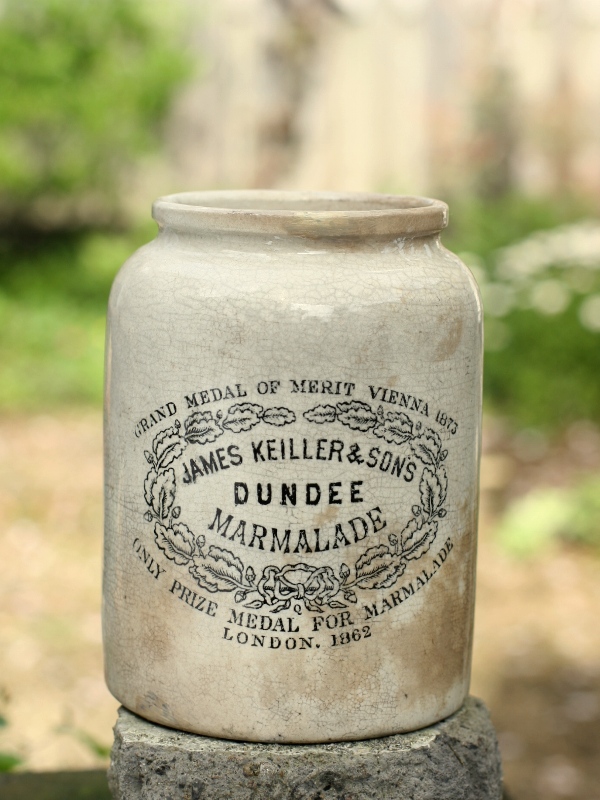 GRAND MEDAL OF MERIT VIENNA 1873
JAMES KEILLER & SONS
DUNDEE
MARMALADE
Q
ONLY PRIZE MEDAL FOR MARMALADE
LONDON. 1862